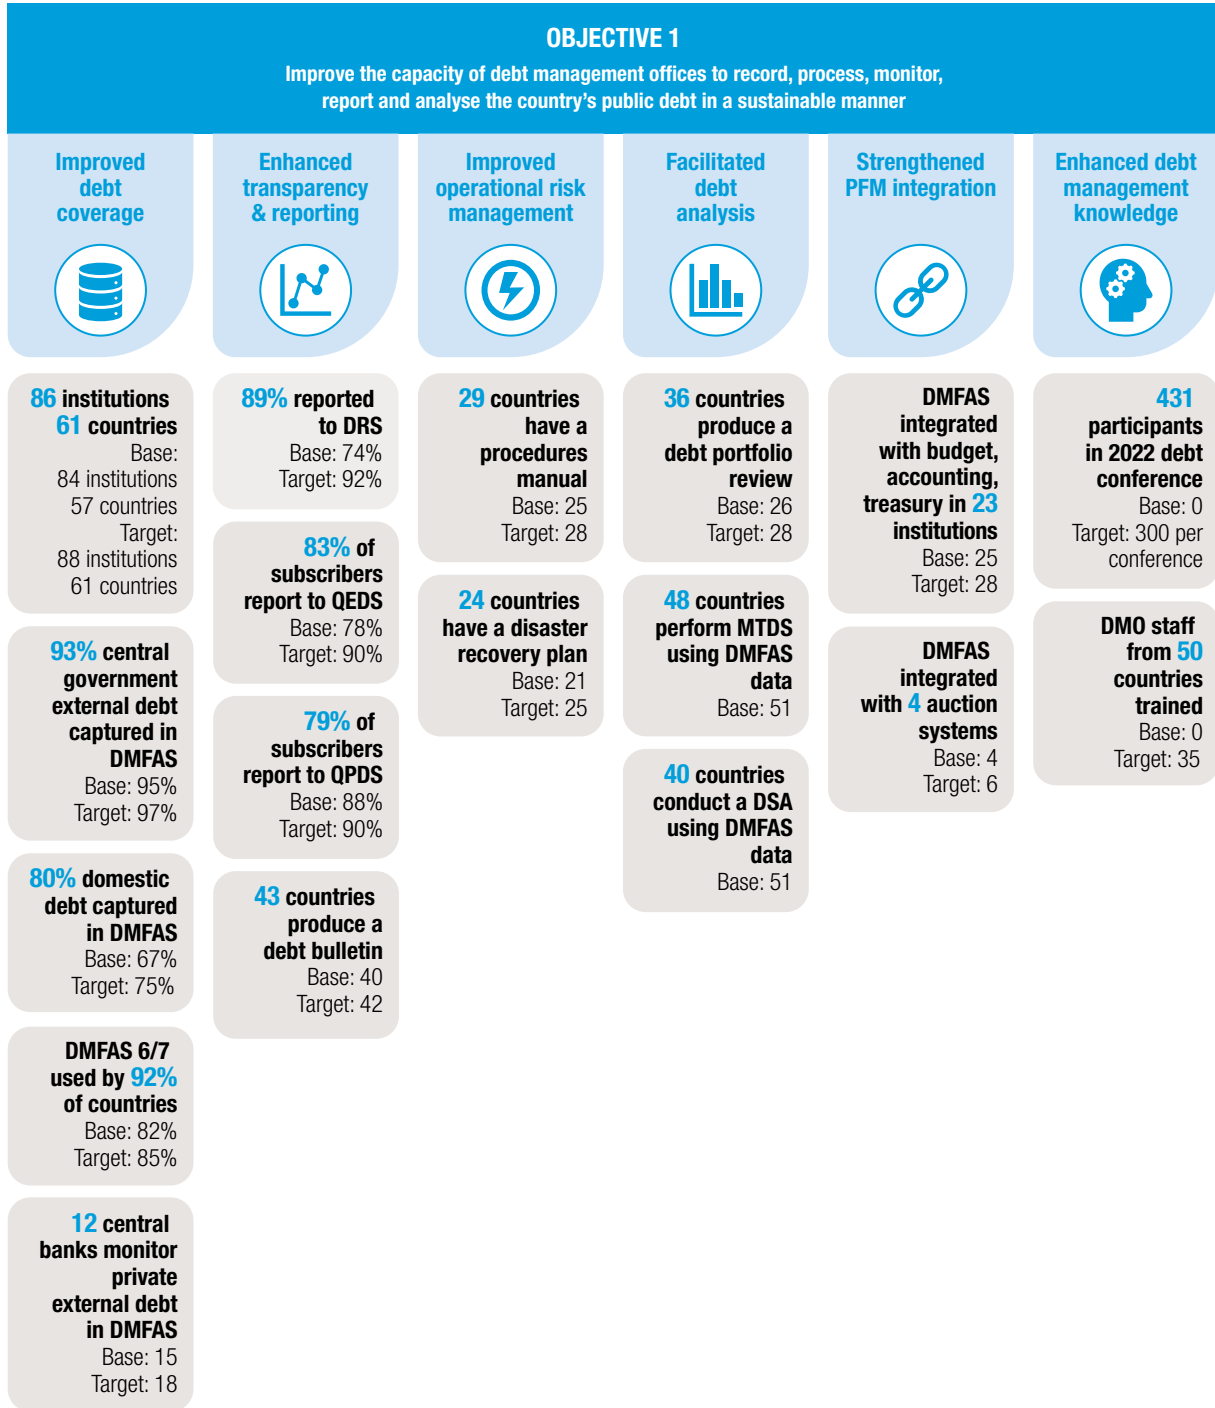 OBJECTIVE 1
Improve the capacity of debt management offices to record, process, monitor,
report and analyse the country's public debt in a sustainable manner
Improved
debt
coverage
86 institutions
61 countries
Base:
84 institutions
57 countries
Target:
88 institutions
61 countries
93% central
government
external debt
captured in
DMFAS
Base: 95%
Target: 97%
80% domestic
debt captured
in DMFAS
Base: 67%
Target: 75%
DMFAS 6/7
used by 92%
of countries
Base: 82%
Target: 85%
12 central
banks monitor
private
external debt
in DMFAS
Base: 15
Target: 18
Enhanced
transparency
& reporting
89% reported
to DRS
Base: 74%
Target: 92%
83% of
subscribers
report to QEDS
Base: 78%
Target: 90%
79% of
subscribers
report to QPDS
Base: 88%
Target: 90%
43 countries
produce a
debt bulletin
Base: 40
Target: 42
Improved
operational risk
management
29 countries
have a
procedures
manual
Base: 25
Target: 28
24 countries
have a disaster
recovery plan
Base: 21
Target: 25
Facilitated
debt
analysis
36 countries
produce a
debt portfolio
review
Base: 26
Target: 28
48 countries
perform MTDS
using DMFAS
data
Base: 51
40 countries
conduct a DSA
using DMFAS
data
Base: 51
Strengthened
PFM integration
DMFAS
integrated
with budget,
accounting,
treasury in 23
institutions
Base: 25
Target: 28
DMFAS
integrated
with 4 auction
systems
Base: 4
Target: 6
Enhanced debt
management
knowledge
431
participants
in 2022 debt
conference
Base: 0
Target: 300 per
conference
DMO staff
from 50
countries
trained
Base: 0
Target: 35